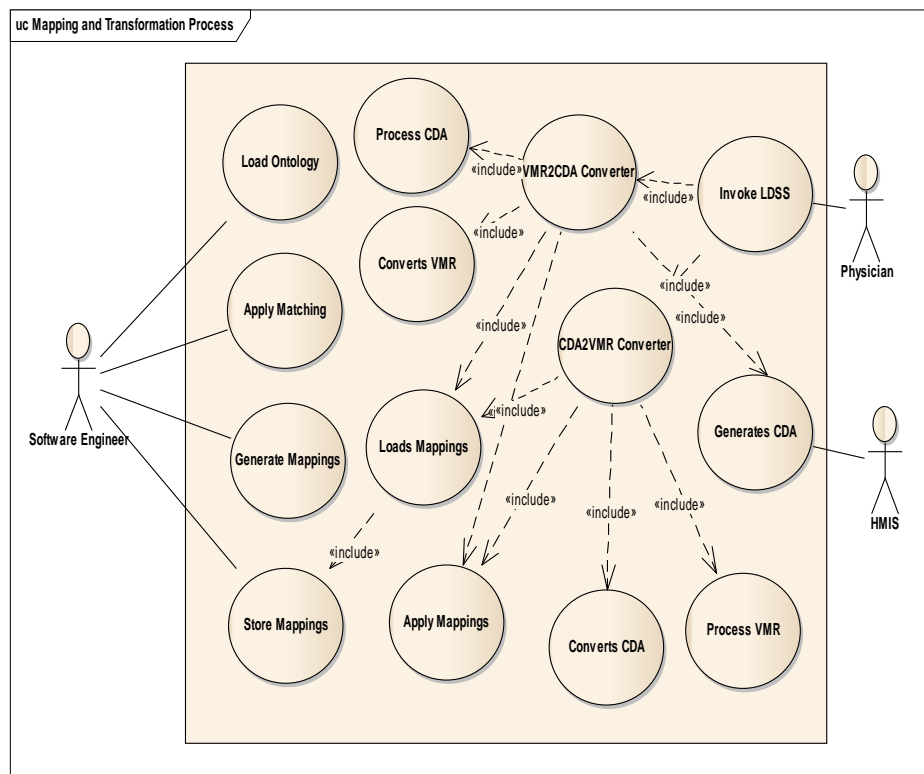 uc Mapping and Transformation Process
Process CDA
Load Ontology
VMR2CDA Converter
«include»
Invoke LDSS
«include»
Physician
«include»
Converts VMR
«include»
Apply Matching
«include»
CDA2VMR Converter
Software Engineer
«include»
Generates CDA
Generate Mappings
Loads Mappings
HMIS
«include»
«include»
«include»
«include»
Store Mappings
Apply Mappings
Converts CDA
Process VMR